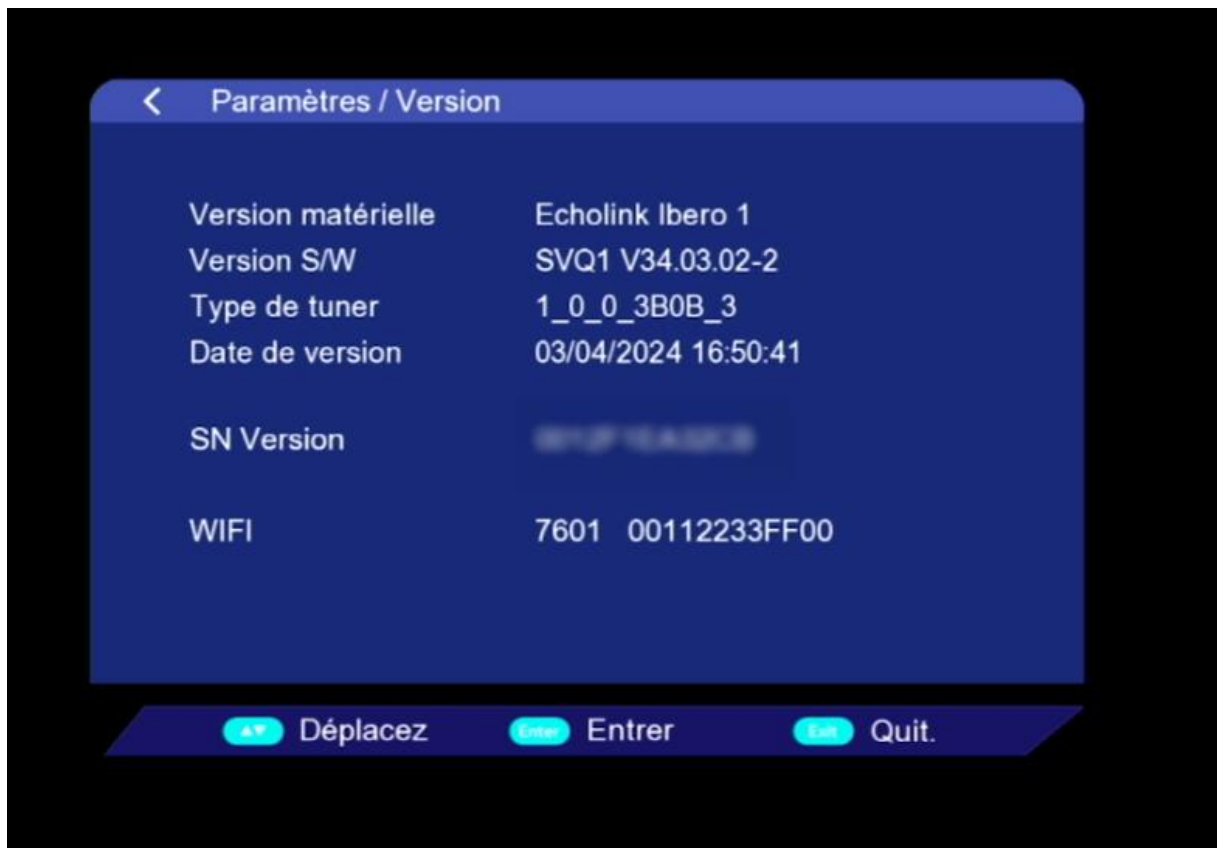 Paramètres / Version
Version matérielle Echolink Ibero 1
Version S/W SVQ1 V34.03.02-2
Type de tuner 1_0_0_3B0B_3
Date de version 03/04/2024 16:50:41
SN Version
WIFI 7601 00112233FF00
Déplacez Enter Entrer Exit Quit.